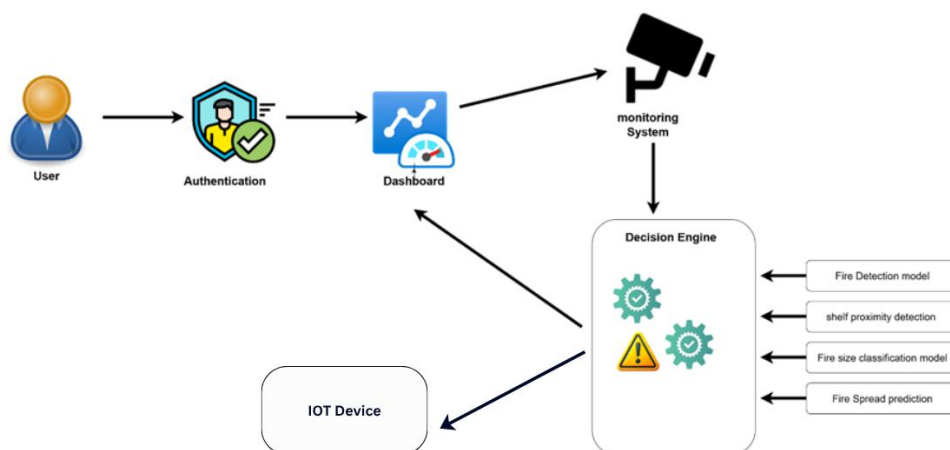 User
Authentication
Dashboard
monitoring
System
Decision Engine
Fire Detection model
shelf proximity detection
Fire size classification model
Fire Spread prediction
IOT Device